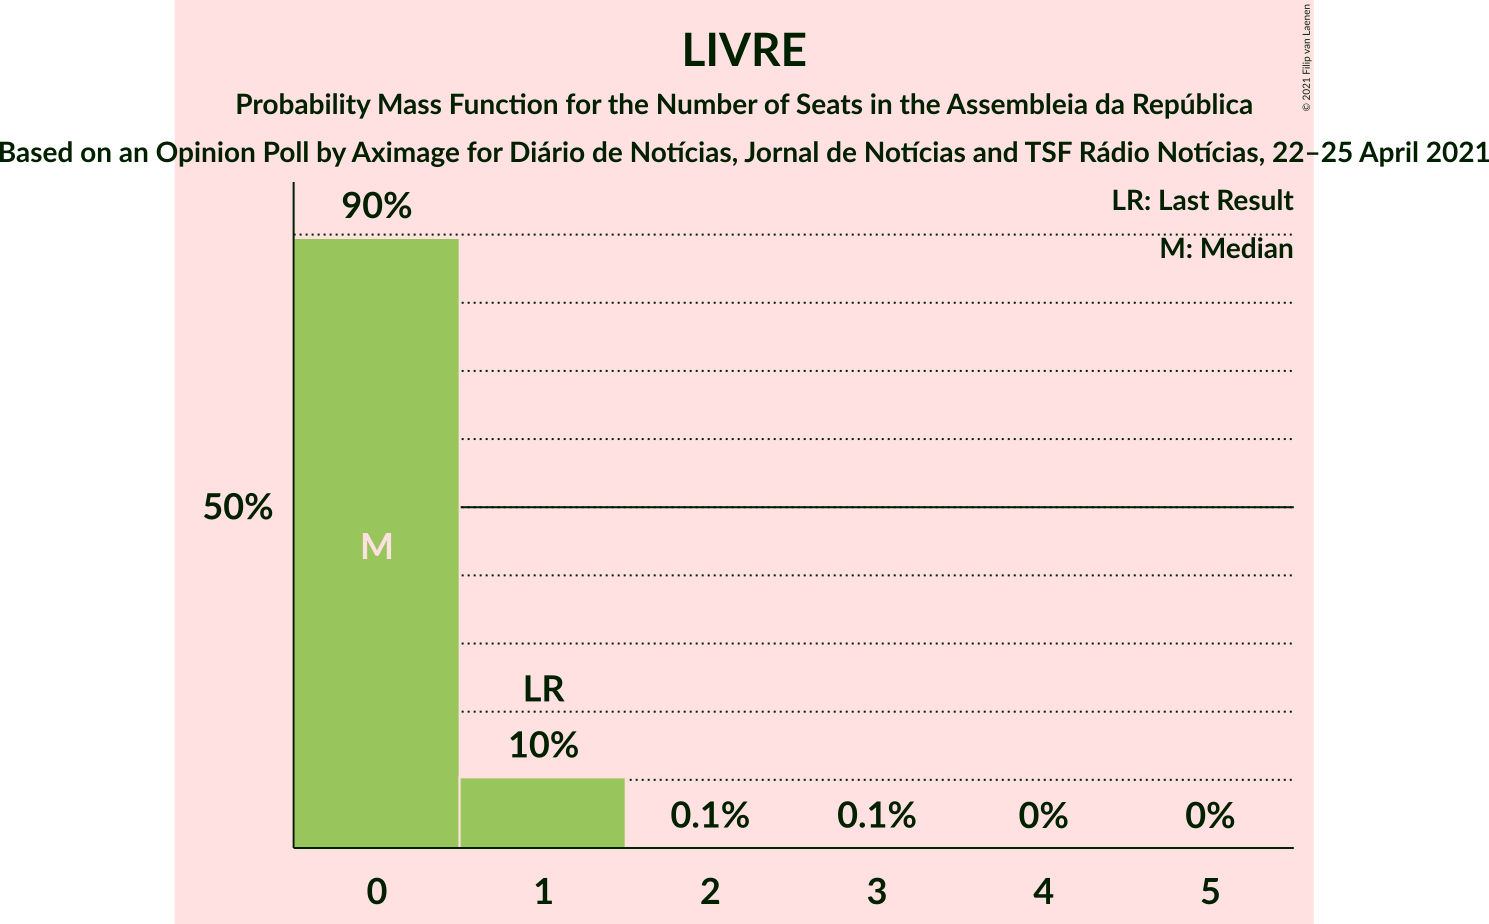 LIVRE
Probability Mass Function for the Number of Seats in the Assembleia da República
Based on an Opinion Poll by Aximage for Diário de Notícias, Jornal de Notícias and TSF Rádio Notícias, 22–25 April 2021
© 2021 Filip van Laenen
LR: Last Result
M: Median
90%
50%
M
LR
10%
0.1%
0.1%
0%
0%
0
1
2
3
4
5